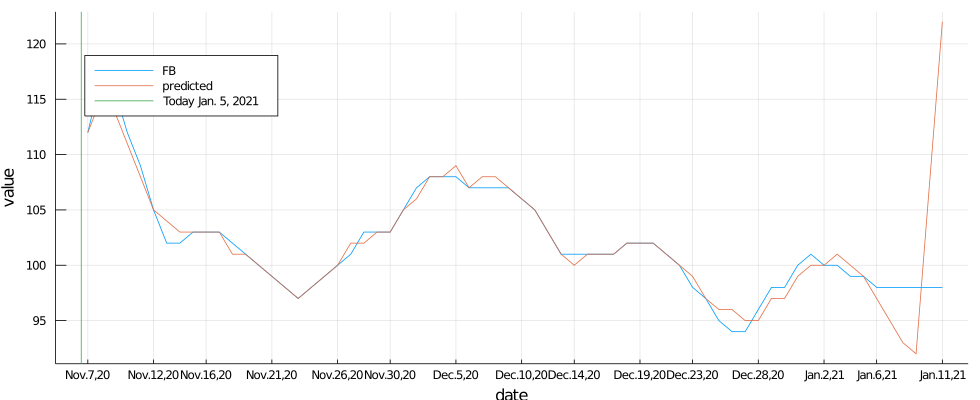 120
115
110
105
100
95
value
FB
predicted
Today Jan. 5, 2021
Nov.7,20 Nov.12,20 Nov.16,20 Nov.21,20 Nov.26,20 Nov.30,20 Dec.5,20 Dec.10,20 Dec.14,20 Dec.19,20 Dec.23,20 Dec.28,20 Jan.2,21 Jan.6,21 Jan.11,21
date